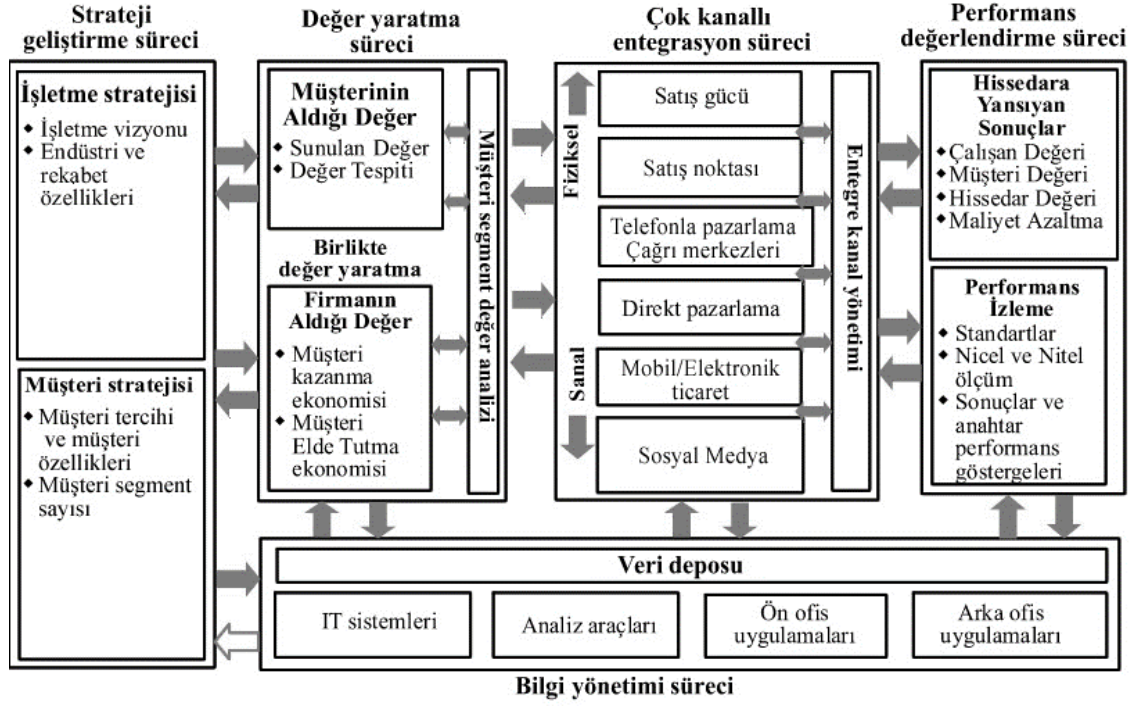 Strateji
geliştirme süreci
İşletme stratejisi
◆ İşletme vizyonu
◆ Endüstri ve
rekabet
özellikleri
Müşteri stratejisi
◆ Müşteri tercihi
ve müşteri
özellikleri
◆ Müşteri segment
sayısı
Değer yaratma
süreci
Müşterinin
Aldığı Değer
◆ Sunulan Değer
◆ Değer Tespiti
Birlikte
değer yaratma
Firmanın
Aldığı Değer
◆ Müşteri
kazanma
ekonomisi
◆ Müşteri
Elde Tutma
ekonomisi
Müşteri segment değer analizi
Çok kanallı
entegrasyon süreci
Fiziksel
Sanal
Satış gücü
Satış noktası
Telefonla pazarlama
Çağrı merkezleri
Direkt pazarlama
Mobil/Elektronik
ticaret
Sosyal Medya
Entegre kanal yönetimi
Performans
değerlendirme süreci
Hissedara
Yansıyan
Sonuçlar
◆ Çalışan Değeri
◆ Müşteri Değeri
◆ Hissedar Değeri
◆ Maliyet Azaltma
Performans
İzleme
◆ Standartlar
◆ Nicel ve Nitel
ölçüm
◆ Sonuçlar ve
anahtar
performans
göstergeleri
Veri deposu
IT sistemleri
Analiz araçları
Ön ofis
uygulamaları
Arka ofis
uygulamaları
Bilgi yönetimi süreci